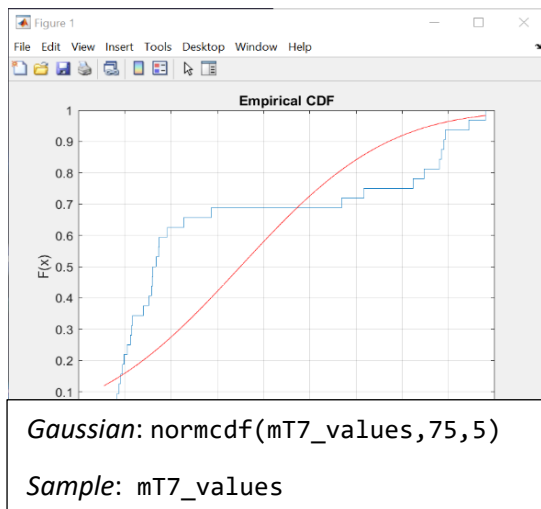 Figure 1
File Edit View Insert Tools Desktop Window Help
Empirical CDF
1
0.9
0.8
0.7
0.6
0.5
0.4
0.3
0.2
0.1
F(x)
Gaussian: normcdf(mT7_values,75,5)
Sample: mT7_values